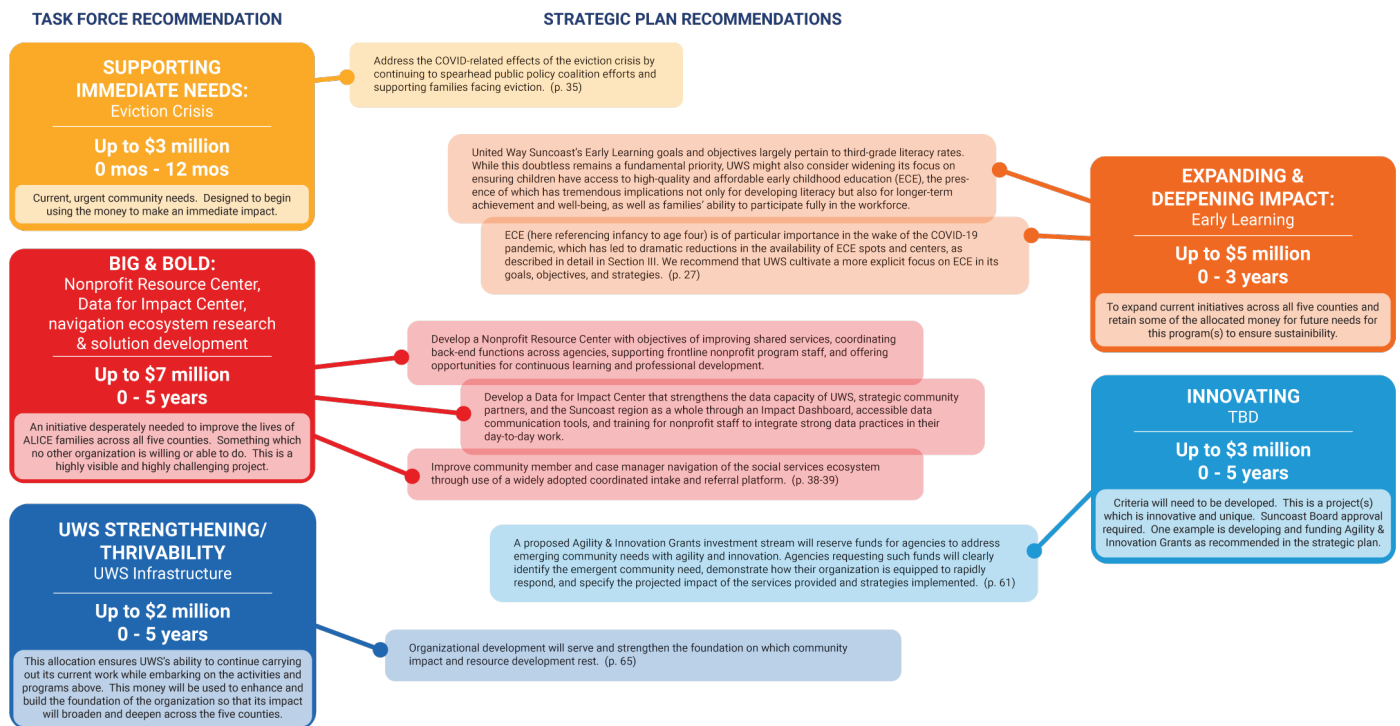 TASK FORCE RECOMMENDATION
STRATEGIC PLAN RECOMMENDATIONS
SUPPORTING
IMMEDIATE NEEDS:
Eviction Crisis
Up to $3 million
0 mos - 12 mos
Current, urgent community needs. Designed to begin
using the money to make an immediate impact.
Address the COVID-related effects of the eviction crisis by
continuing to spearhead public policy coalition efforts and
supporting families facing eviction. (p. 35)
United Way Suncoast's Early Learning goals and objectives largely pertain to third-grade literacy rates.
While this doubtless remains a fundamental priority, UWS might also consider widening its focus on
ensuring children have access to high-quality and affordable early childhood education (ECE), the pres-
ence of which has tremendous implications not only for developing literacy but also for longer-term
achievement and well-being, as well as families' ability to participate fully in the workforce.
ECE (here referencing infancy to age four) is of particular importance in the wake of the COVID-19
pandemic, which has led to dramatic reductions in the availability of ECE spots and centers, as
described in detail in Section III. We recommend that UWS cultivate a more explicit focus on ECE in its
goals, objectives, and strategies. (p. 27)
EXPANDING &
DEEPENING IMPACT:
Early Learning
Up to $5 million
0 - 3 years
To expand current initiatives across all five counties and
retain some of the allocated money for future needs for
this program(s) to ensure sustainibility.
BIG & BOLD:
Nonprofit Resource Center,
Data for Impact Center,
navigation ecosystem research
& solution development
Up to $7 million
0 - 5 years
An initiative desperately needed to improve the lives of
ALICE families across all five counties. Something which
no other organization is willing or able to do. This is a
highly visible and highly challenging project.
Develop a Nonprofit Resource Center with objectives of improving shared services, coordinating
back-end functions across agencies, supporting frontline nonprofit program staff, and offering
opportunities for continuous learning and professional development.
Develop a Data for Impact Center that strengthens the data capacity of UWS, strategic community
partners, and the Suncoast region as a whole through an Impact Dashboard, accessible data
communication tools, and training for nonprofit staff to integrate strong data practices in their
day-to-day work.
Improve community member and case manager navigation of the social services ecosystem
through use of a widely adopted coordinated intake and referral platform. (p. 38-39)
INNOVATING
TBD
Up to $3 million
0 - 5 years
Criteria will need to be developed. This is a project(s)
which is innovative and unique. Suncoast Board approval
required. One example is developing and funding Agility &
Innovation Grants as recommended in the strategic plan.
A proposed Agility & Innovation Grants investment stream will reserve funds for agencies to address
emerging community needs with agility and innovation. Agencies requesting such funds will clearly
identify the emergent community need, demonstrate how their organization is equipped to rapidly
respond, and specify the projected impact of the services provided and strategies implemented. (p. 61)
UWS STRENGTHENING/
THRIVABILITY
UWS Infrastructure
Up to $2 million
0 - 5 years
This allocation ensures UWS's ability to continue carrying
out its current work while embarking on the activities and
programs above. This money will be used to enhance and
build the foundation of the organization so that its impact
will broaden and deepen across the five counties.
Organizational development will serve and strengthen the foundation on which community
impact and resource development rest. (p. 65)